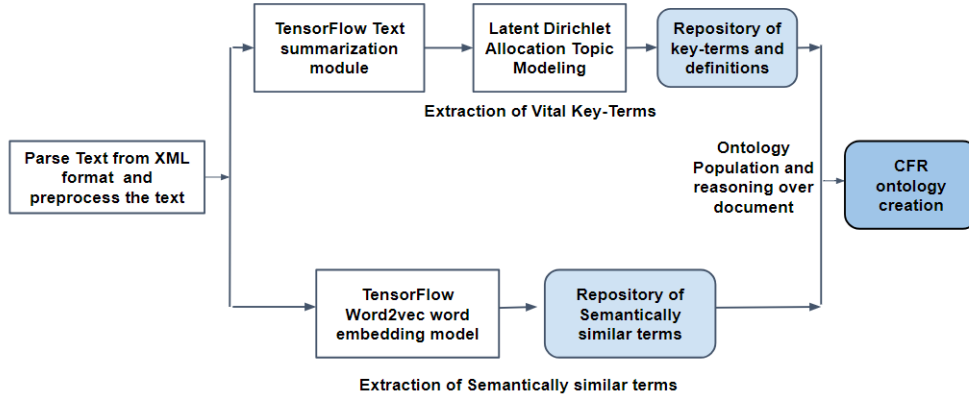 TensorFlow Text
summarization
module
Latent Dirichlet
Allocation Topic
Modeling
Repository of
key-terms and
definitions
Extraction of Vital Key-Terms
Parse Text from XML
format and
preprocess the text
Ontology
Population and
reasoning over
document
CFR
ontology
creation
TensorFlow
Word2vec word
embedding model
Repository of
Semantically
similar terms
Extraction of Semantically similar terms